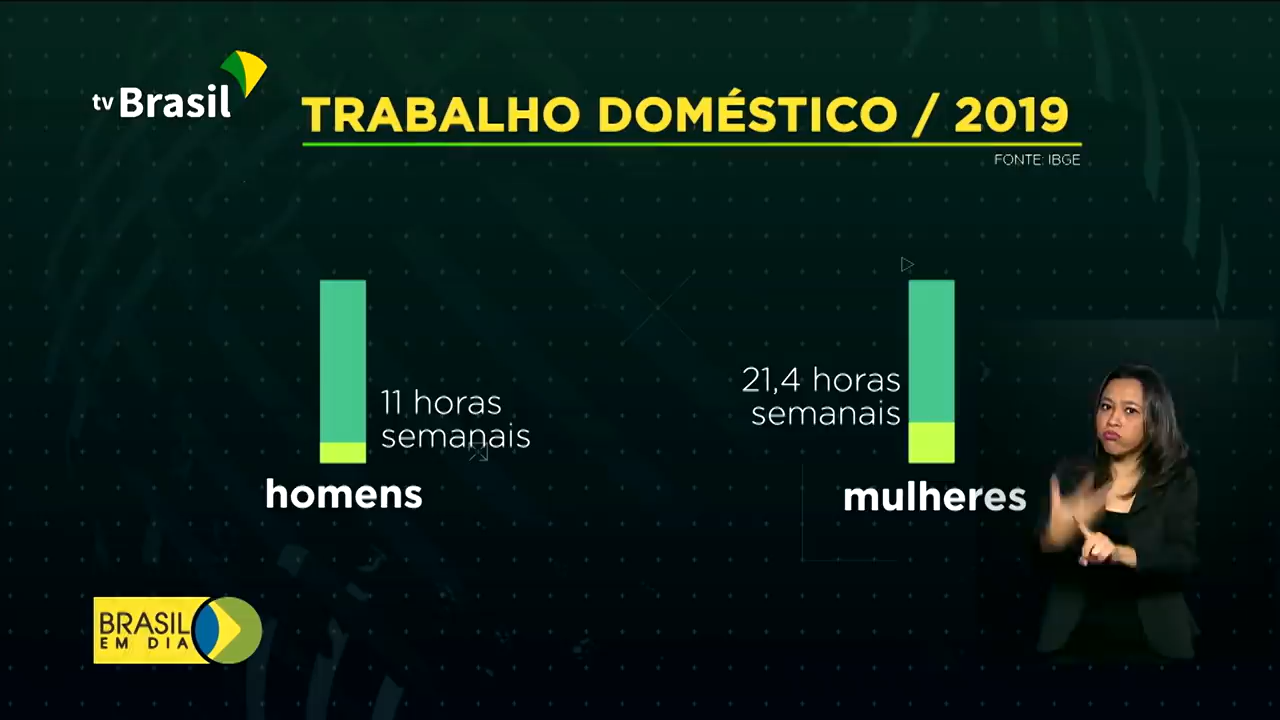 tv Brasil
TRABALHO DOMÉSTICO / 2019
FONTE: IBGE
11 horas
semanais
homens
21,4 horas
semanais
mulheres
BRASIL
EM DIA